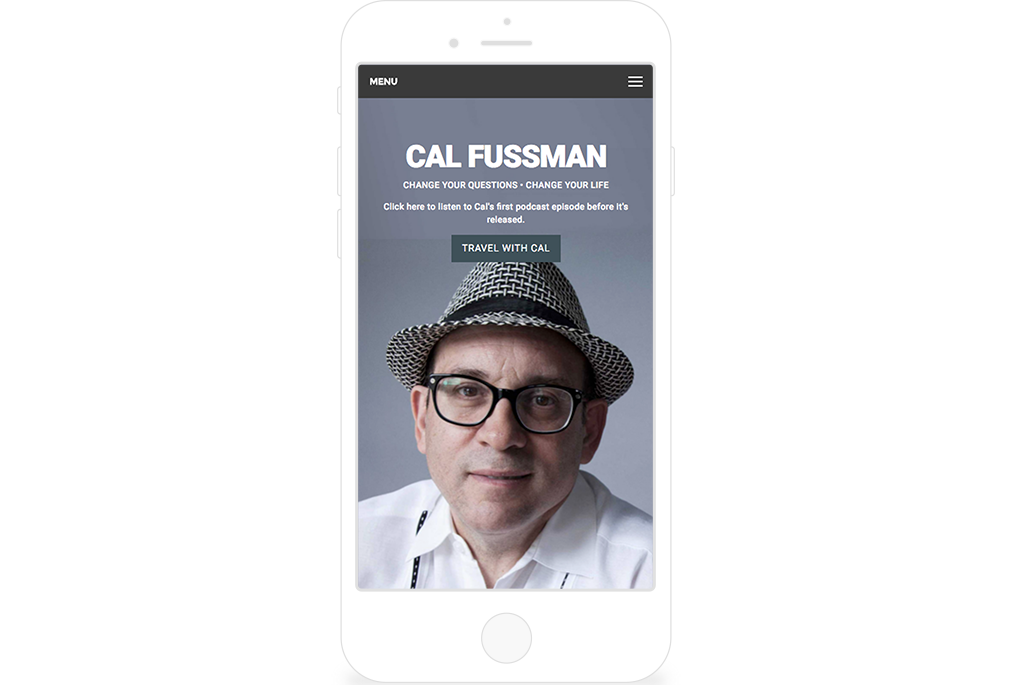 MENU
CAL FUSSMAN
CHANGE YOUR QUESTIONS • CHANGE YOUR LIFE
Click here to listen to Cal's first podcast episode before it's
released.
TRAVEL WITH CAL